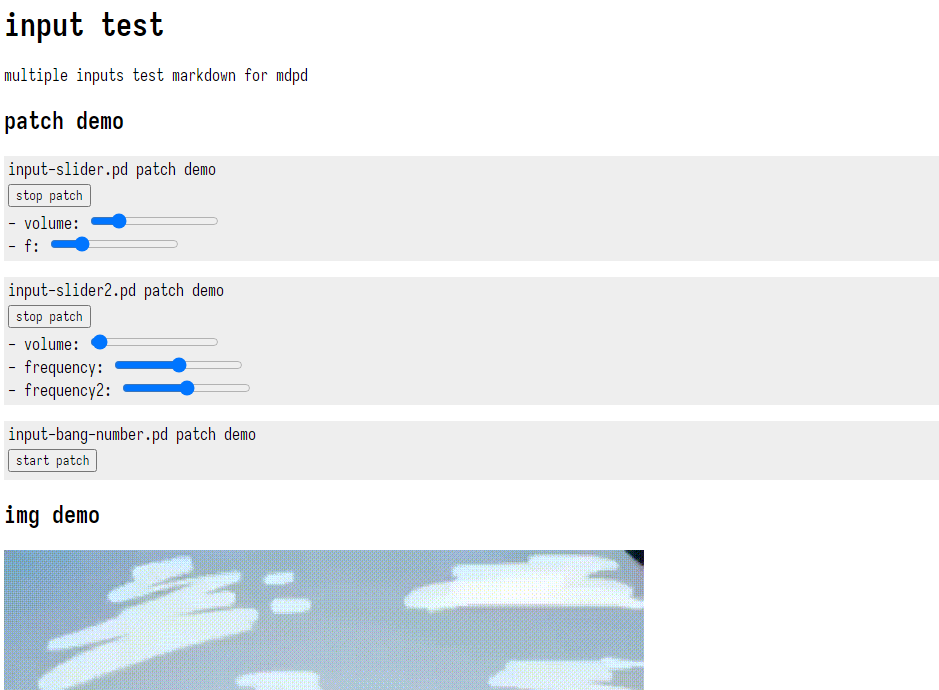 input test
multiple inputs test markdown for mdpd
patch demo
input-slider.pd patch demo
stop patch
- volume:
- f:
input-slider2.pd patch demo
stop patch
- volume:
- frequency:
- frequency2:
input-bang-number.pd patch demo
start patch
img demo